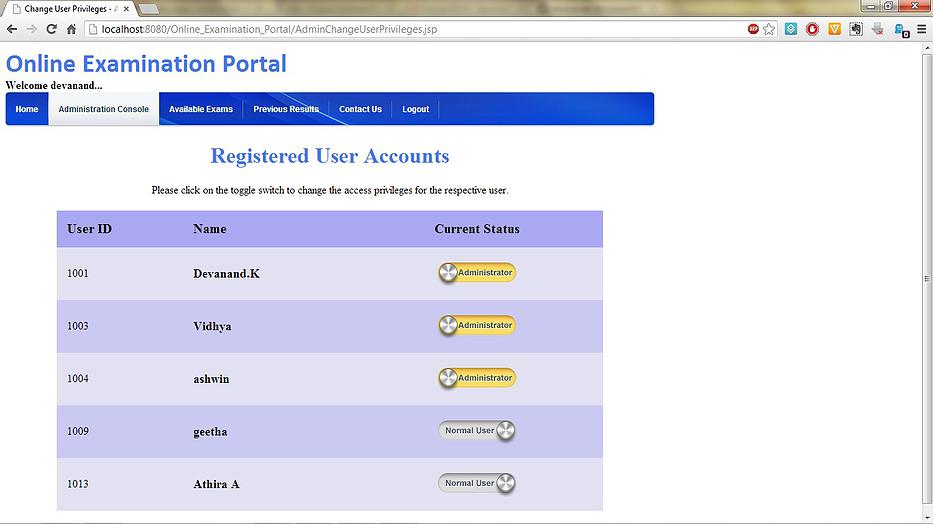 Change User Privileges - A
localhost:8080/Online_Examination_Portal/AdminChangeUserPrivileges.jsp
Online Examination Portal
Welcome devanand...
Home Administration Console Available Exams Previous Results Contact Us Logout
Registered User Accounts
Please click on the toggle switch to change the access privileges for the respective user.
User ID Name Current Status
1001 Devanand.K Administrator
1003 Vidhya Administrator
1004 ashwin Administrator
1009 geetha Normal User
1013 Athira A Normal User